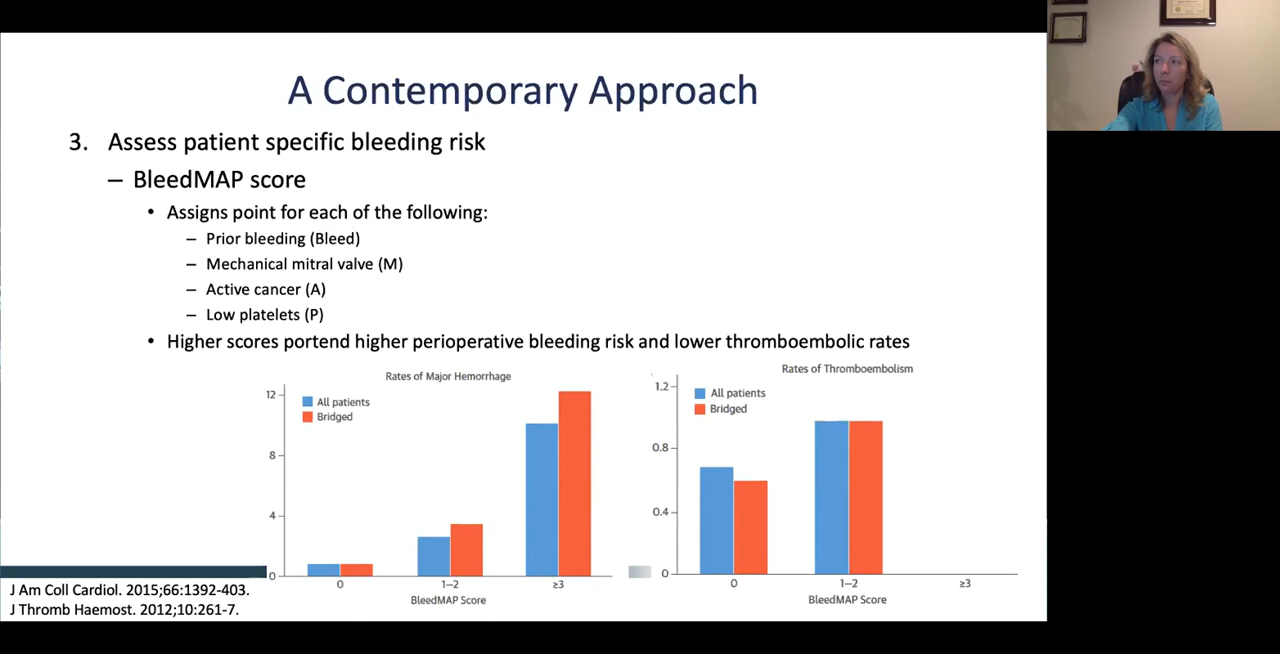 A Contemporary Approach
3. Assess patient specific bleeding risk
– BleedMAP score
• Assigns point for each of the following:
– Prior bleeding (Bleed)
– Mechanical mitral valve (M)
– Active cancer (A)
– Low platelets (P)
• Higher scores portend higher perioperative bleeding risk and lower thromboembolic rates
Rates of Major Hemorrhage
12
8
4
0
All patients
Bridged
0
1–2
≥3
BleedMAP Score
Rates of Thromboembolism
1.2
0.8
0.4
0
All patients
Bridged
0
1–2
≥3
BleedMAP Score
J Am Coll Cardiol. 2015;66:1392-403.
J Thromb Haemost. 2012;10:261-7.